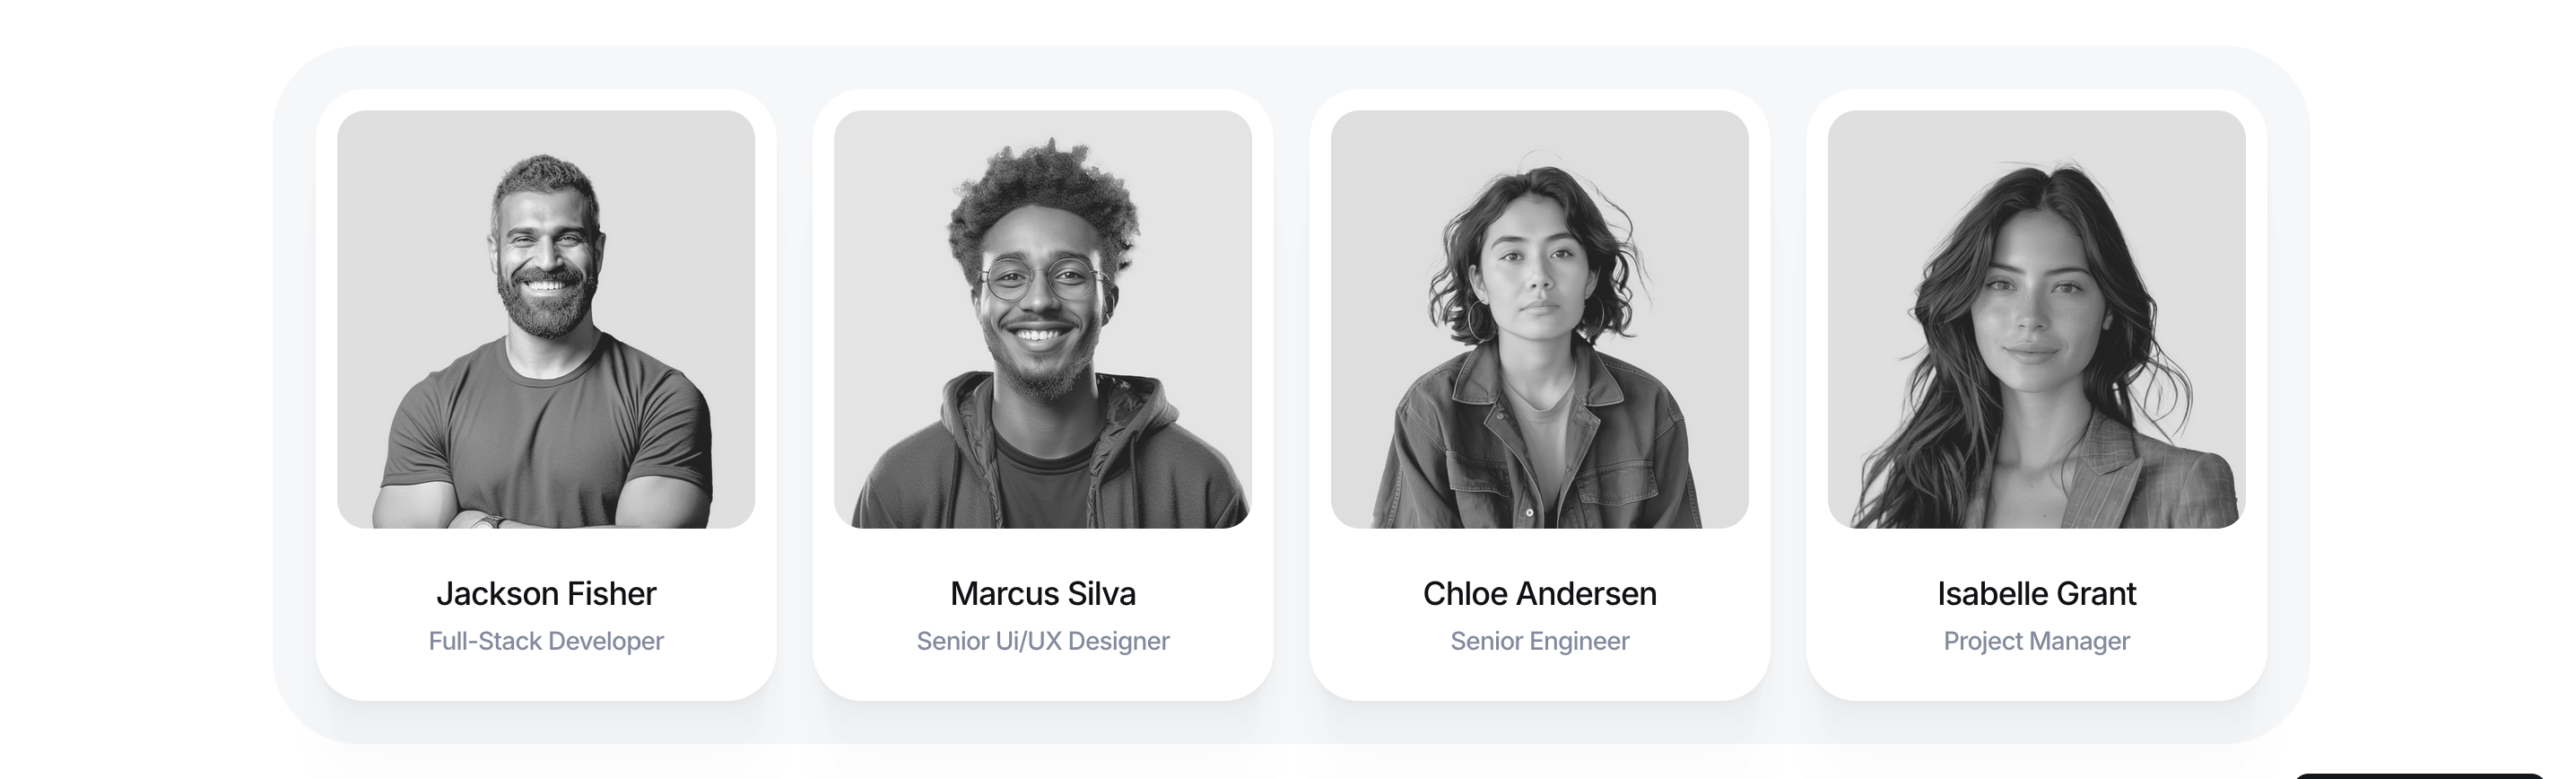 Jackson Fisher
Full-Stack Developer
Marcus Silva
Senior Ui/UX Designer
Chloe Andersen
Senior Engineer
Isabelle Grant
Project Manager